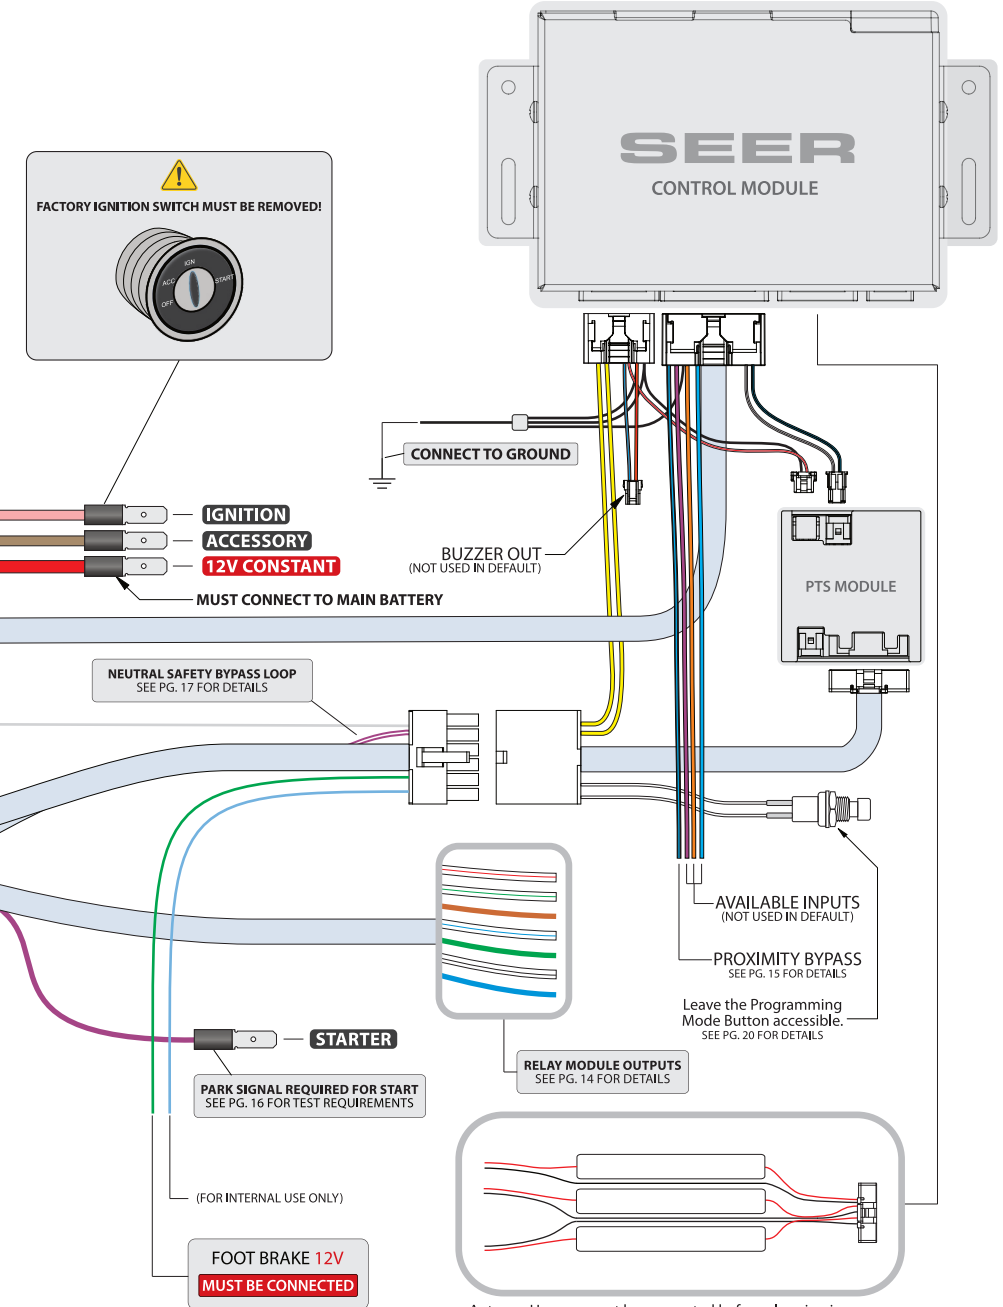 SEER
CONTROL MODULE
FACTORY IGNITION SWITCH MUST BE REMOVED!
IGN
ACC
START
OFF
CONNECT TO GROUND
IGNITION
ACCESSORY
12V CONSTANT
MUST CONNECT TO MAIN BATTERY
BUZZER OUT
(NOT USED IN DEFAULT)
PTS MODULE
NEUTRAL SAFETY BYPASS LOOP
SEE PG. 17 FOR DETAILS
AVAILABLE INPUTS
(NOT USED IN DEFAULT)
PROXIMITY BYPASS
SEE PG. 15 FOR DETAILS
Leave the Programming
Mode Button accessible.
SEE PG. 20 FOR DETAILS
STARTER
PARK SIGNAL REQUIRED FOR START
SEE PG. 16 FOR TEST REQUIREMENTS
RELAY MODULE OUTPUTS
SEE PG. 14 FOR DETAILS
(FOR INTERNAL USE ONLY)
FOOT BRAKE 12V
MUST BE CONNECTED